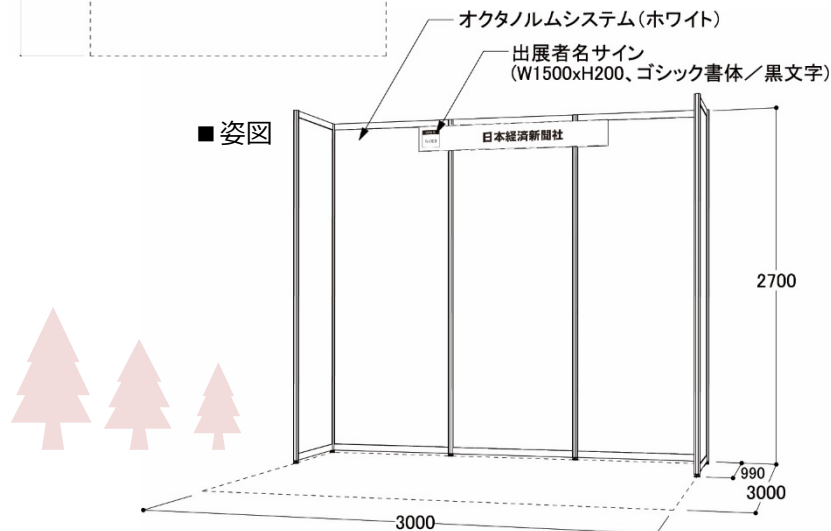 オクタノルムシステム(ホワイト)
出展者名サイン
(W1500xH200、ゴシック書体／黒文字)
■姿図
日本経済新聞社
2700
990
3000
3000